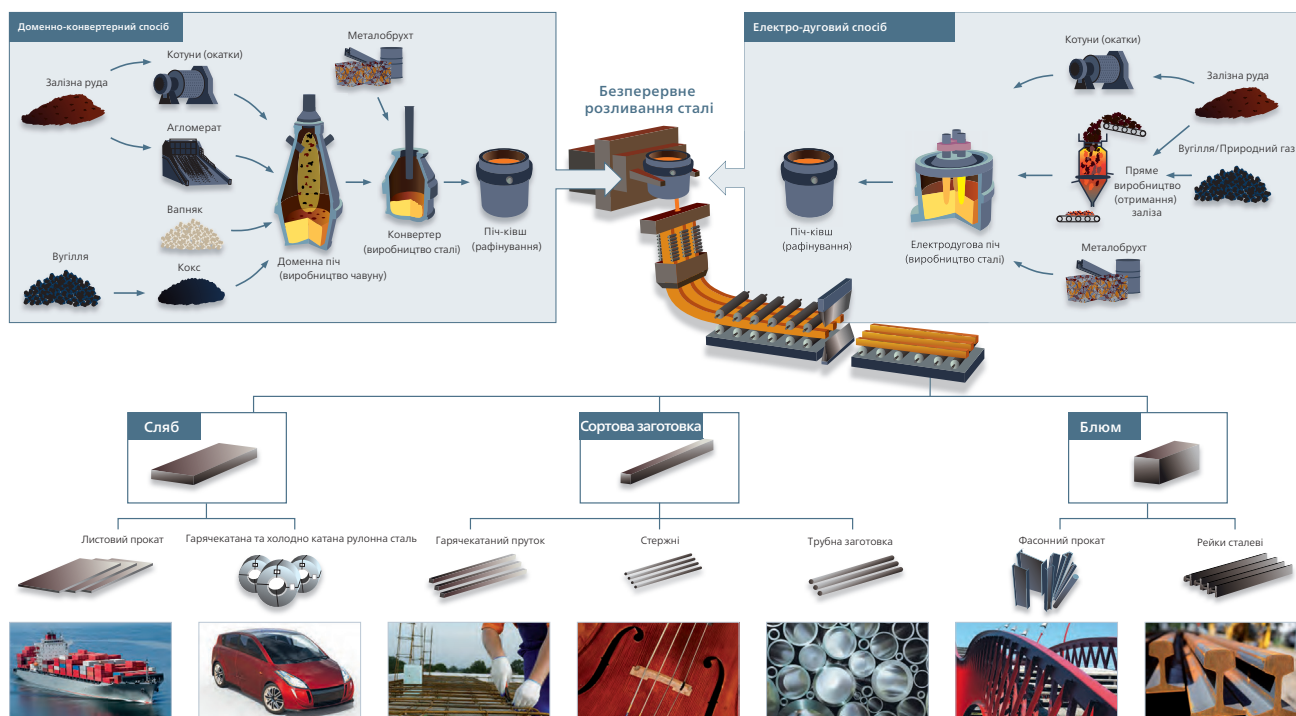 Доменно-конвертерний спосіб
Металобрухт
Котуни (окатки)
Залізна руда
Агломерат
Вапняк
Вугілля
Кокс
Доменна піч
(виробництво чавуну)
Конвертер
(виробництво сталі)
Піч-ківш
(рафінування)
Безперервне
розливання сталі
Електро-дуговий спосіб
Котуни (окатки)
Залізна руда
Вугілля/Природний газ
Пряме
виробництво
(отримання)
заліза
Металобрухт
Електродугова піч
(виробництво сталі)
Піч-ківш
(рафінування)
Сляб
Сортова заготовка
Блюм
Листовий прокат
Гарячекатана та холодно катана рулонна сталь
Гарячекатаний пруток
Стержні
Трубна заготовка
Фасонний прокат
Рейки сталеві